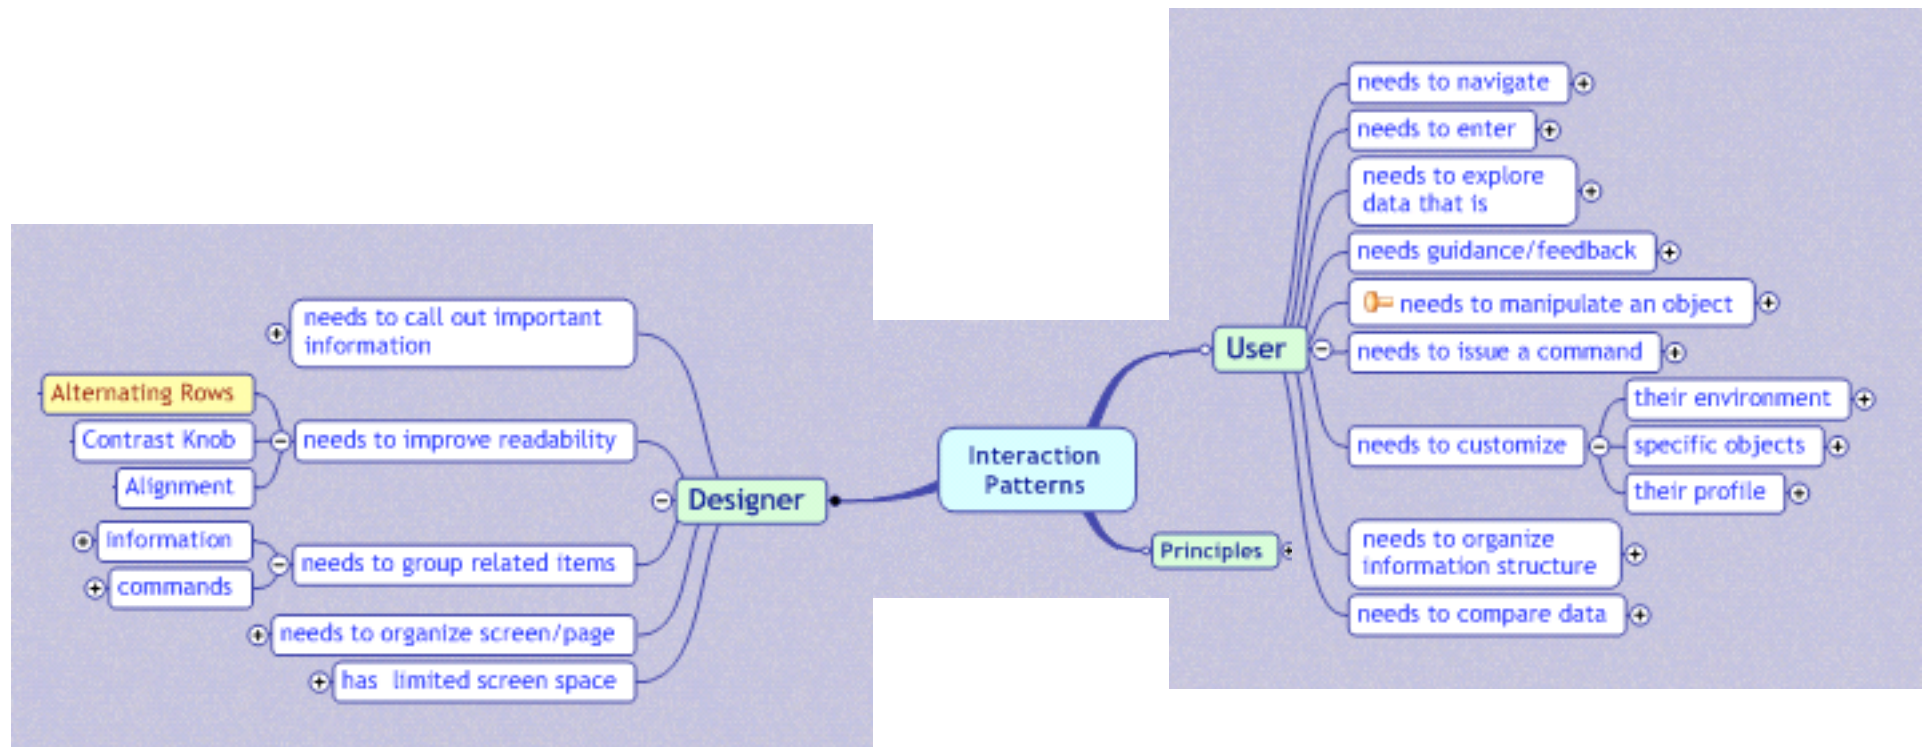 needs to call out important
information
Alternating Rows
Contrast Knob
Alignment
needs to improve readability
information
commands
needs to group related items
needs to organize screen/page
has limited screen space
Designer
Interaction
Patterns
Principles
User
needs to navigate
needs to enter
needs to explore
data that is
needs guidance/feedback
needs to manipulate an object
needs to issue a command
needs to customize
their environment
specific objects
their profile
needs to organize
information structure
needs to compare data